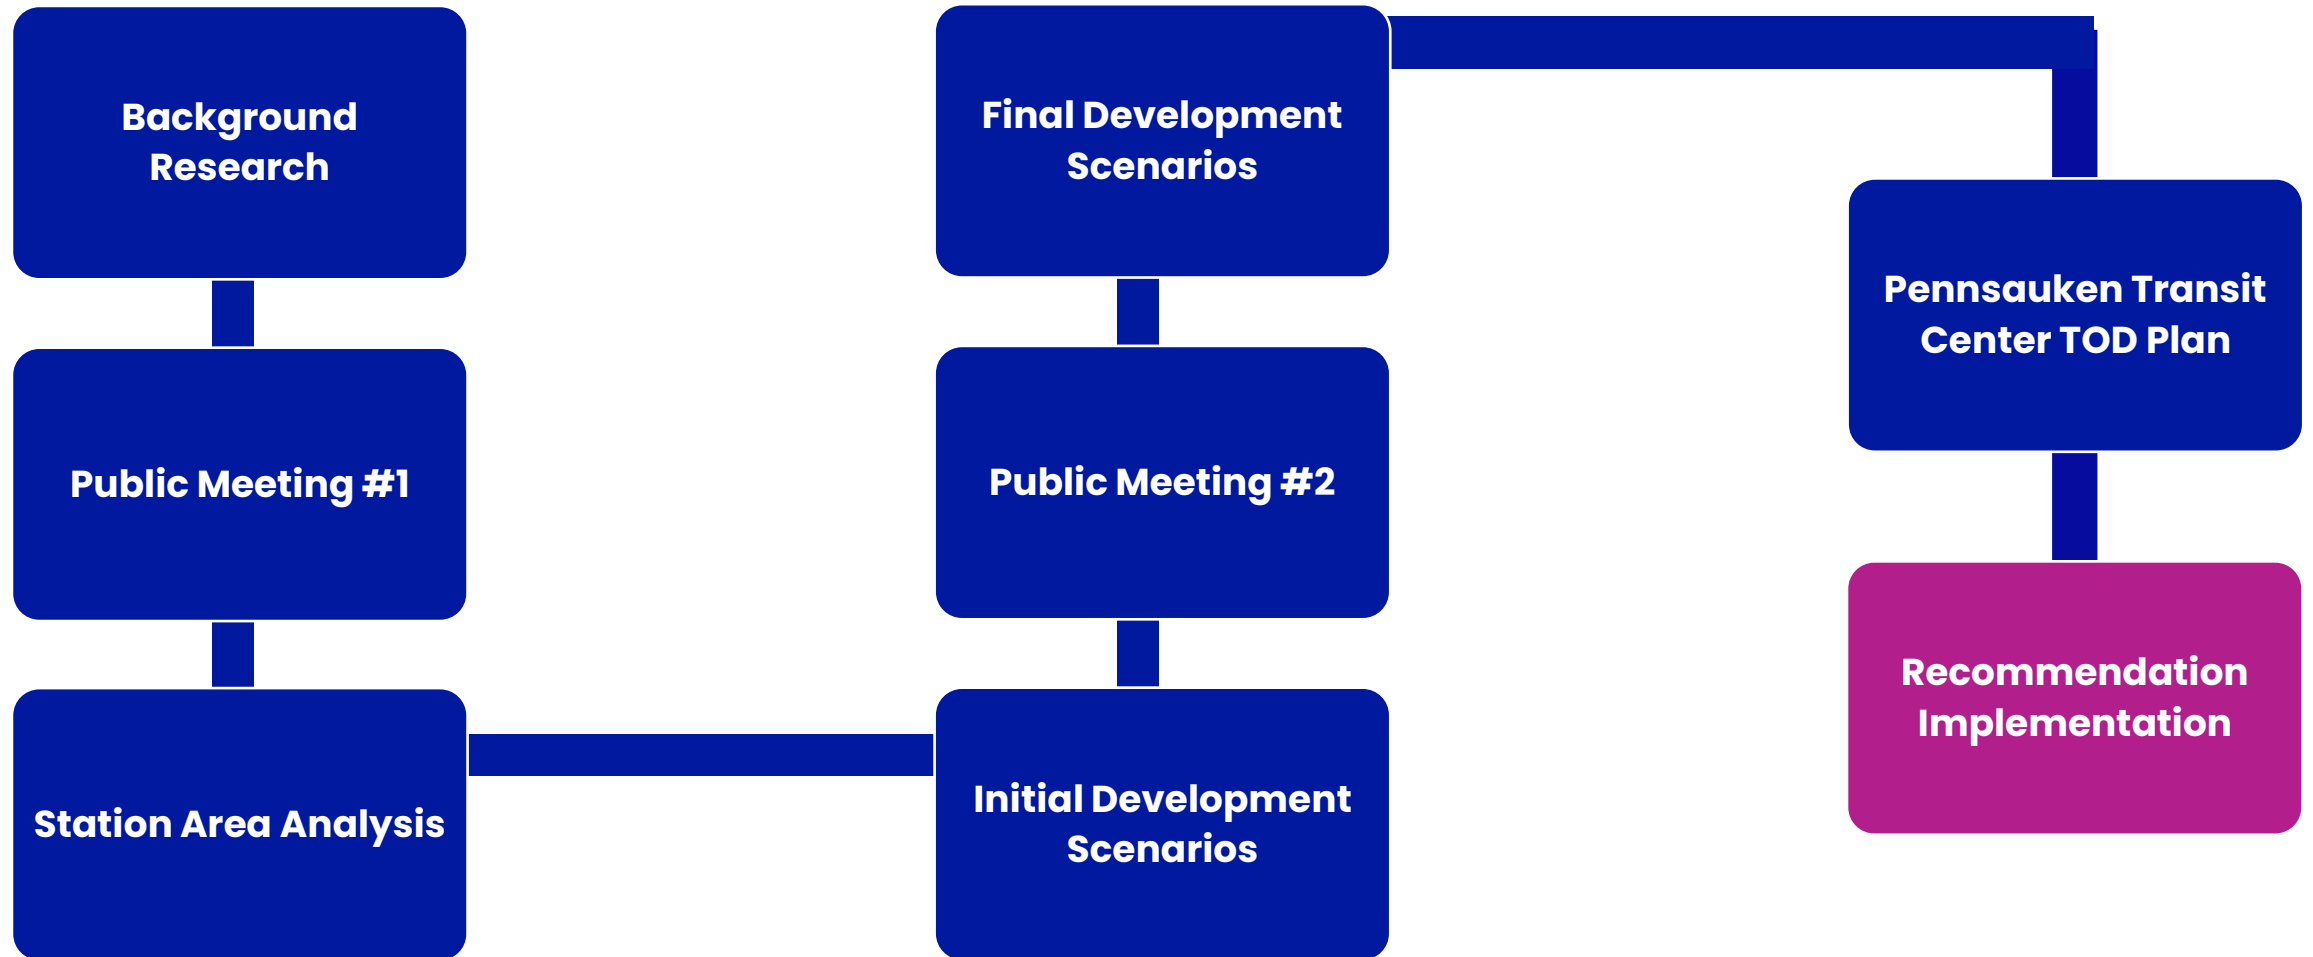 Background
Research
Public Meeting #1
Station Area Analysis
Final Development
Scenarios
Public Meeting #2
Initial Development
Scenarios
Pennsauken Transit
Center TOD Plan
Recommendation
Implementation